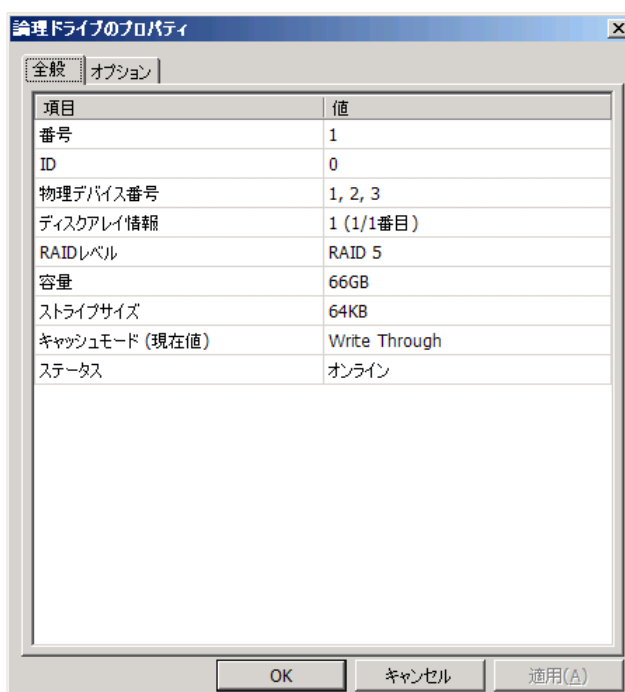 論理ドライブのプロパティ
全般 オプション
項目 値
番号 1
ID 0
物理デバイス番号 1, 2, 3
ディスクアレイ情報 1 (1/1番目)
RAIDレベル RAID 5
容量 66GB
ストライプサイズ 64KB
キャッシュモード (現在値) Write Through
ステータス オンライン
OK キャンセル 適用(A)